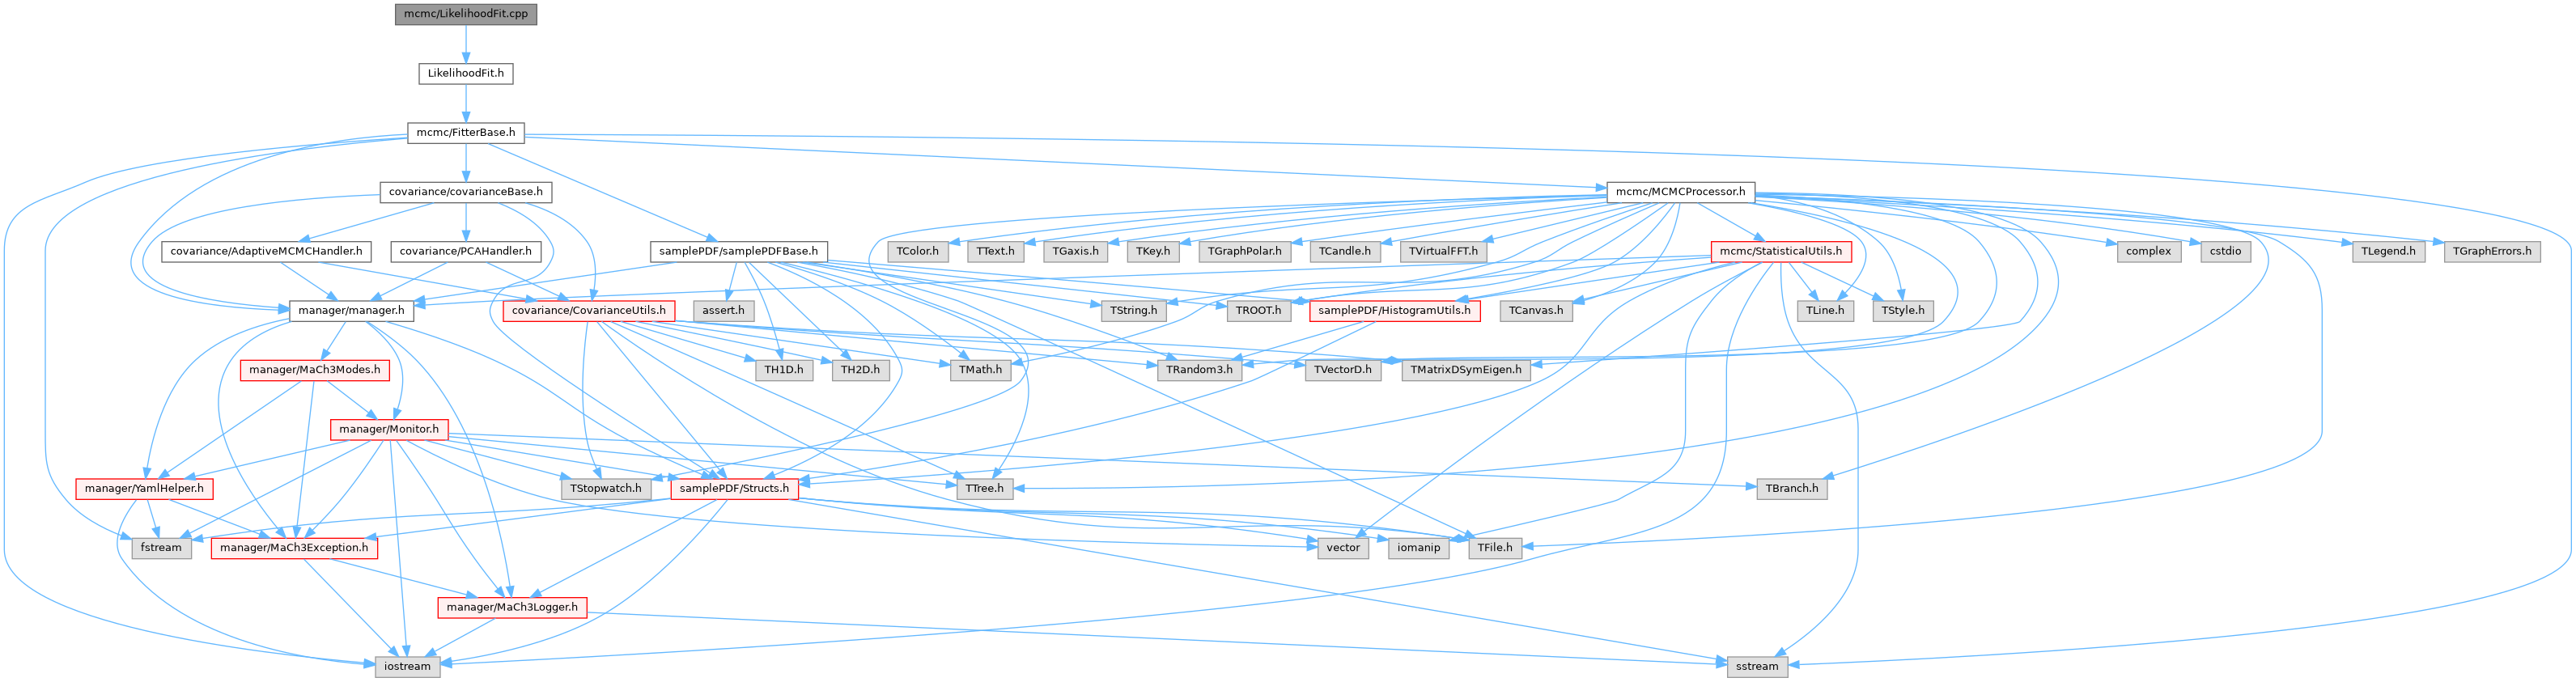 mcmc/LikelihoodFit.cpp
LikelihoodFit.h
mcmc/FitterBase.h
covariance/covarianceBase.h
mcmc/MCMCProcessor.h
covariance/AdaptiveMCMCHandler.h
covariance/PCAHandler.h
samplePDF/samplePDFBase.h
TColor.h
TText.h
TGaxis.h
TKey.h
TGraphPolar.h
TCandle.h
TVirtualFFT.h
mcmc/StatisticalUtils.h
complex
cstdio
TLegend.h
TGraphErrors.h
manager/manager.h
covariance/CovarianceUtils.h
assert.h
TString.h
TROOT.h
samplePDF/HistogramUtils.h
TCanvas.h
TLine.h
TStyle.h
manager/MaCh3Modes.h
TH1D.h
TH2D.h
TMath.h
TRandom3.h
TVectorD.h
TMatrixDSymEigen.h
manager/Monitor.h
manager/YamlHelper.h
TStopwatch.h
samplePDF/Structs.h
TTree.h
TBranch.h
fstream
manager/MaCh3Exception.h
vector
iomanip
TFile.h
manager/MaCh3Logger.h
iostream
sstream